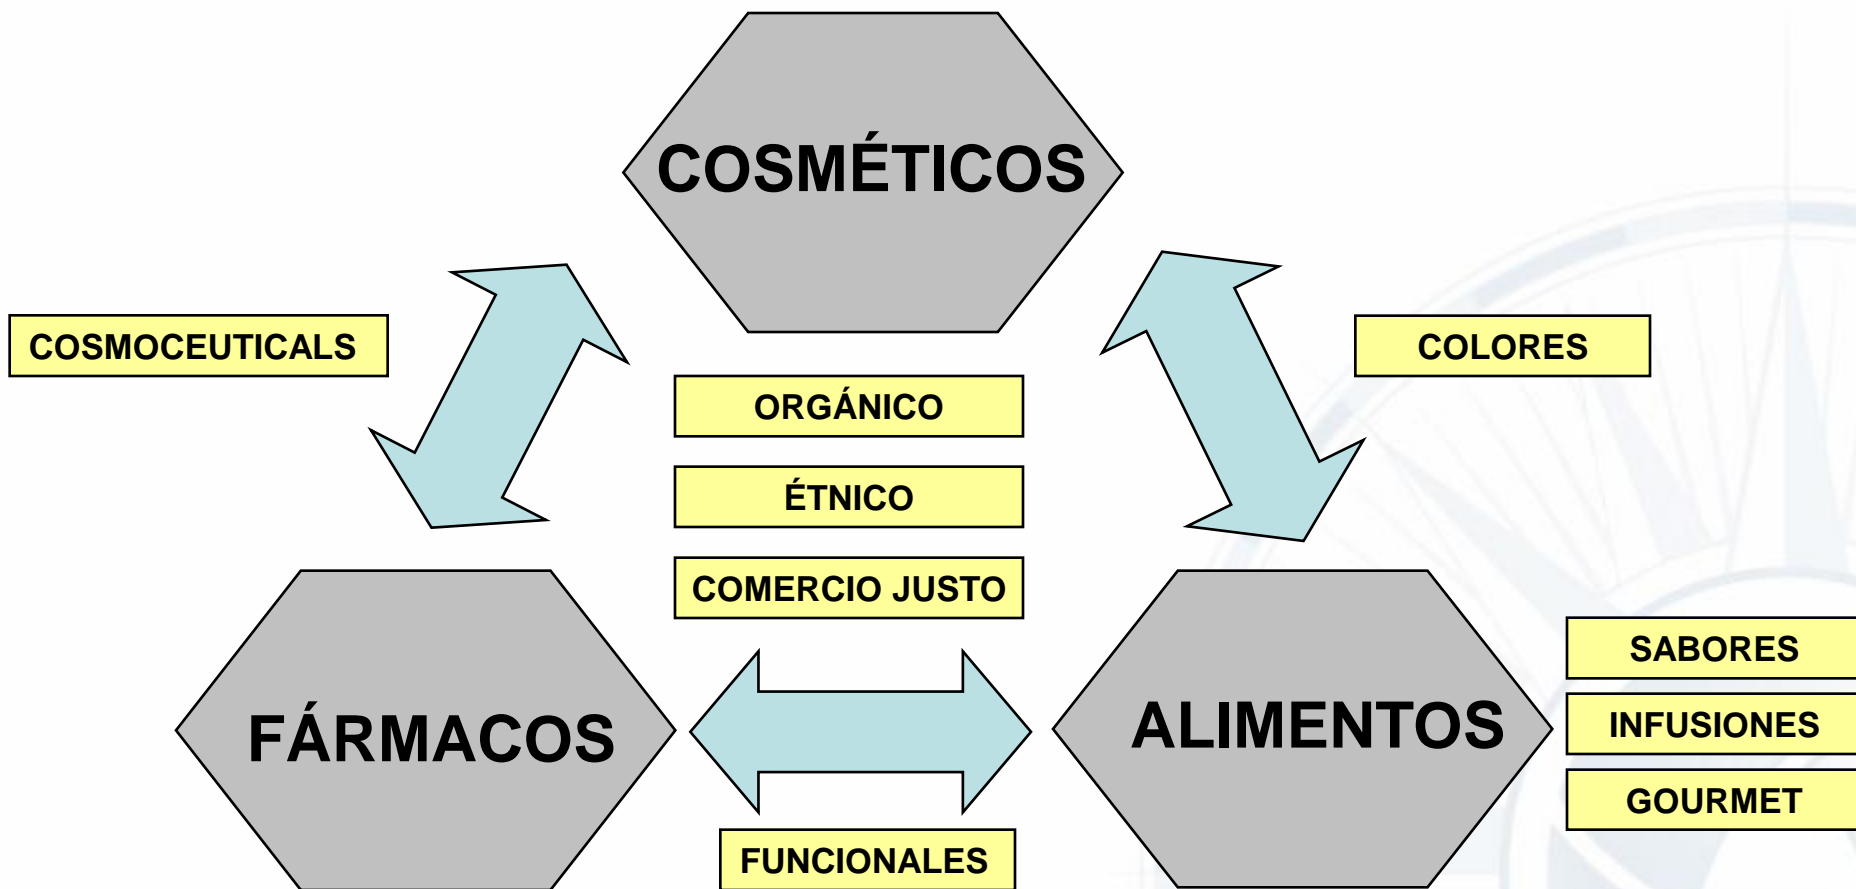 COSMÉTICOS
COSMOCEUTICALS
COLORES
ORGÁNICO
ÉTNICO
COMERCIO JUSTO
FÁRMACOS
ALIMENTOS
SABORES
INFUSIONES
GOURMET
FUNCIONALES